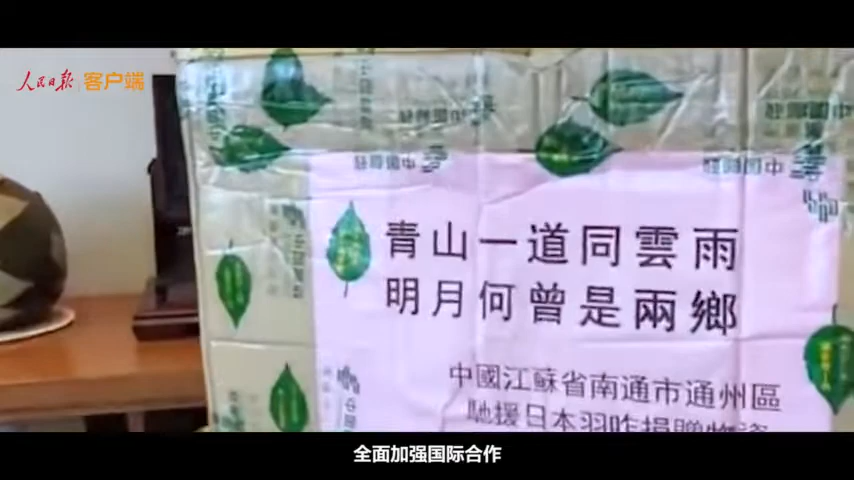 人民日报 客户端
青山一道同雲雨
明月何曾是兩鄉
中國江蘇省南通市通州區
馳援日本羽咋捐贈物資
全面加强国际合作